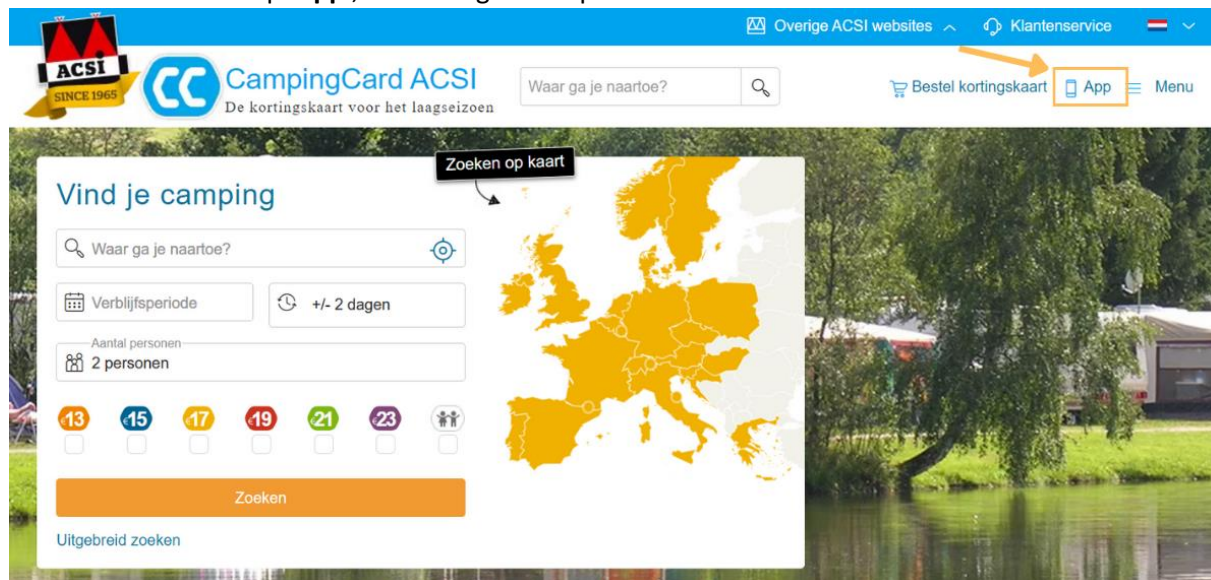 App
Overige ACSI websites
Klantenservice
ACSI
SINCE 1965
CC
CampingCard ACSI
De kortingskaart voor het laagseizoen
Waar ga je naartoe?
Bestel kortingskaart
App
Menu
Zoeken op kaart
Vind je camping
Waar ga je naartoe?
Verblijfsperiode
+/- 2 dagen
Aantal personen
2 personen
€13 €15 €17 €19 €21 €23
Zoeken
Uitgebreid zoeken